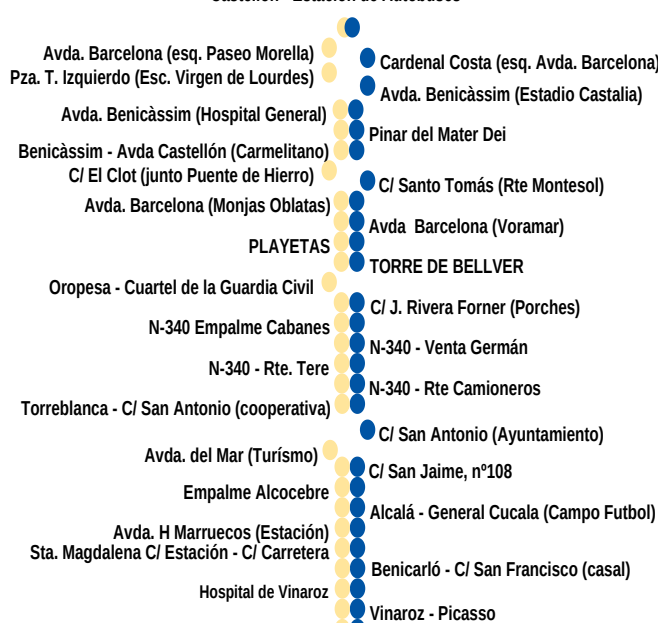 Castellón - Estación de Autobuses
Avda. Barcelona (esq. Paseo Morella)
Cardenal Costa (esq. Avda. Barcelona)
Pza. T. Izquierdo (Esc. Virgen de Lourdes)
Avda. Benicàssim (Estadio Castalia)
Avda. Benicàssim (Hospital General)
Pinar del Mater Dei
Benicàssim - Avda Castellón (Carmelitano)
C/ El Clot (junto Puente de Hierro)
C/ Santo Tomás (Rte Montesol)
Avda. Barcelona (Monjas Oblatas)
Avda Barcelona (Voramar)
PLAYETAS
TORRE DE BELLVER
Oropesa - Cuartel de la Guardia Civil
C/ J. Rivera Forner (Porches)
N-340 Empalme Cabanes
N-340 - Venta Germán
N-340 - Rte. Tere
N-340 - Rte Camioneros
Torreblanca - C/ San Antonio (cooperativa)
C/ San Antonio (Ayuntamiento)
Avda. del Mar (Turísmo)
C/ San Jaime, nº108
Empalme Alcocebre
Alcalá - General Cucala (Campo Futbol)
Avda. H Marruecos (Estación)
Sta. Magdalena C/ Estación - C/ Carretera
Benicarló - C/ San Francisco (casal)
Hospital de Vinaroz
Vinaroz - Picasso